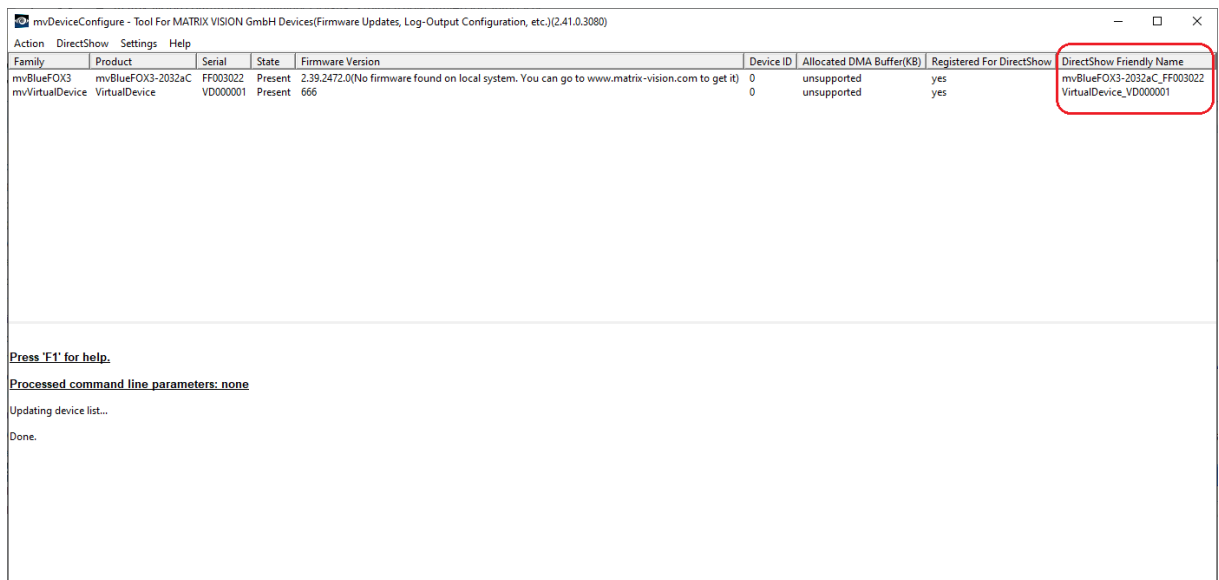 mvDeviceConfigure - Tool For MATRIX VISION GmbH Devices(Firmware Updates, Log-Output Configuration, etc.)(2.41.0.3080)
Action DirectShow Settings Help
Family Product Serial State Firmware Version Device ID Allocated DMA Buffer(KB) Registered For DirectShow DirectShow Friendly Name
mvBlueFOX3 mvBlueFOX3-2032aC FF003022 Present 2.39.2472.0(No firmware found on local system. You can go to www.matrix-vision.com to get it) 0 unsupported yes mvBlueFOX3-2032aC_FF003022
mvVirtualDevice VirtualDevice VD000001 Present 666 0 unsupported yes VirtualDevice_VD000001
Press 'F1' for help.
Processed command line parameters: none
Updating device list...
Done.